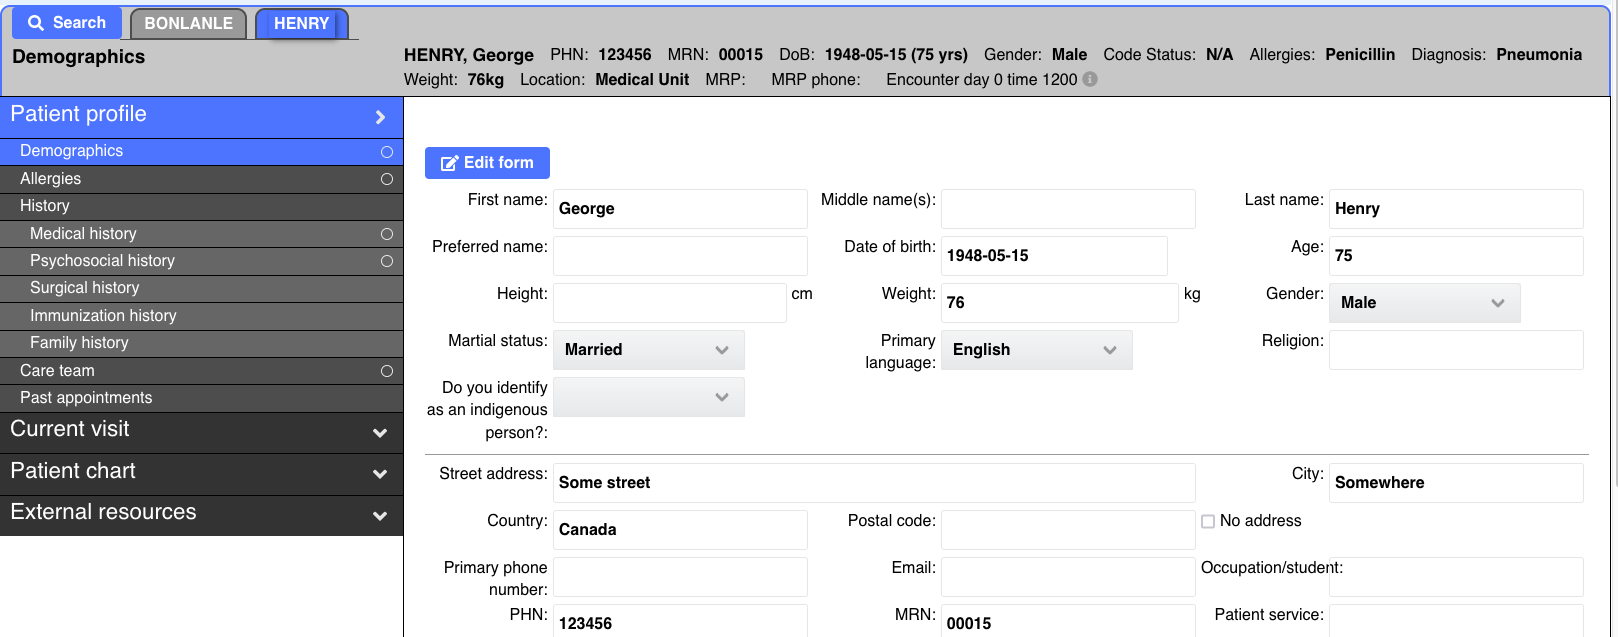 Search BONLANLE HENRY
Demographics
HENRY, George PHN: 123456 MRN: 00015 DoB: 1948-05-15 (75 yrs) Gender: Male Code Status: N/A Allergies: Penicillin Diagnosis: Pneumonia
Weight: 76kg Location: Medical Unit MRP: MRP phone: Encounter day 0 time 1200
Patient profile
Demographics
Allergies
History
Medical history
Psychosocial history
Surgical history
Immunization history
Family history
Care team
Past appointments
Current visit
Patient chart
External resources
Edit form
First name: George Middle name(s): Last name: Henry
Preferred name: Date of birth: 1948-05-15 Age: 75
Height: cm Weight: 76 kg Gender: Male
Martial status: Married Primary language: English Religion:
Do you identify
as an indigenous
person?:
Street address: Some street City: Somewhere
Country: Canada Postal code: No address
Primary phone number: Email: Occupation/student:
PHN: 123456 MRN: 00015 Patient service: